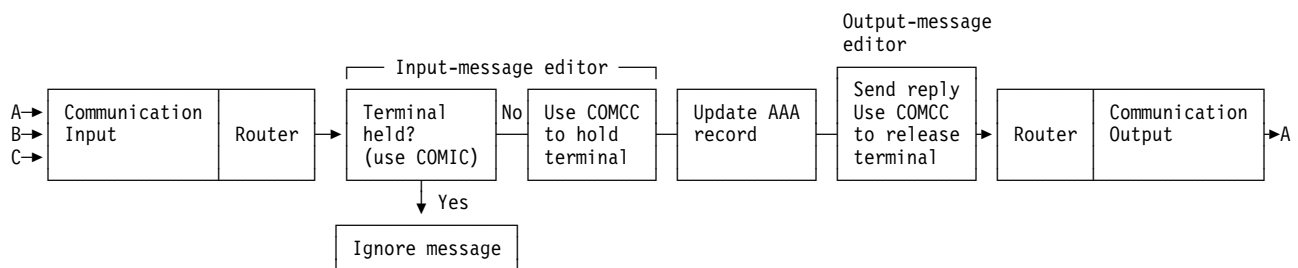 Output-message
editor
Input-message editor
A
B
C
Communication
Input
Router
Terminal
held?
(use COMIC)
No
Use COMCC
to hold
terminal
Update AAA
record
Send reply
Use COMCC
to release
terminal
Router
Communication
Output
A
Yes
Ignore message